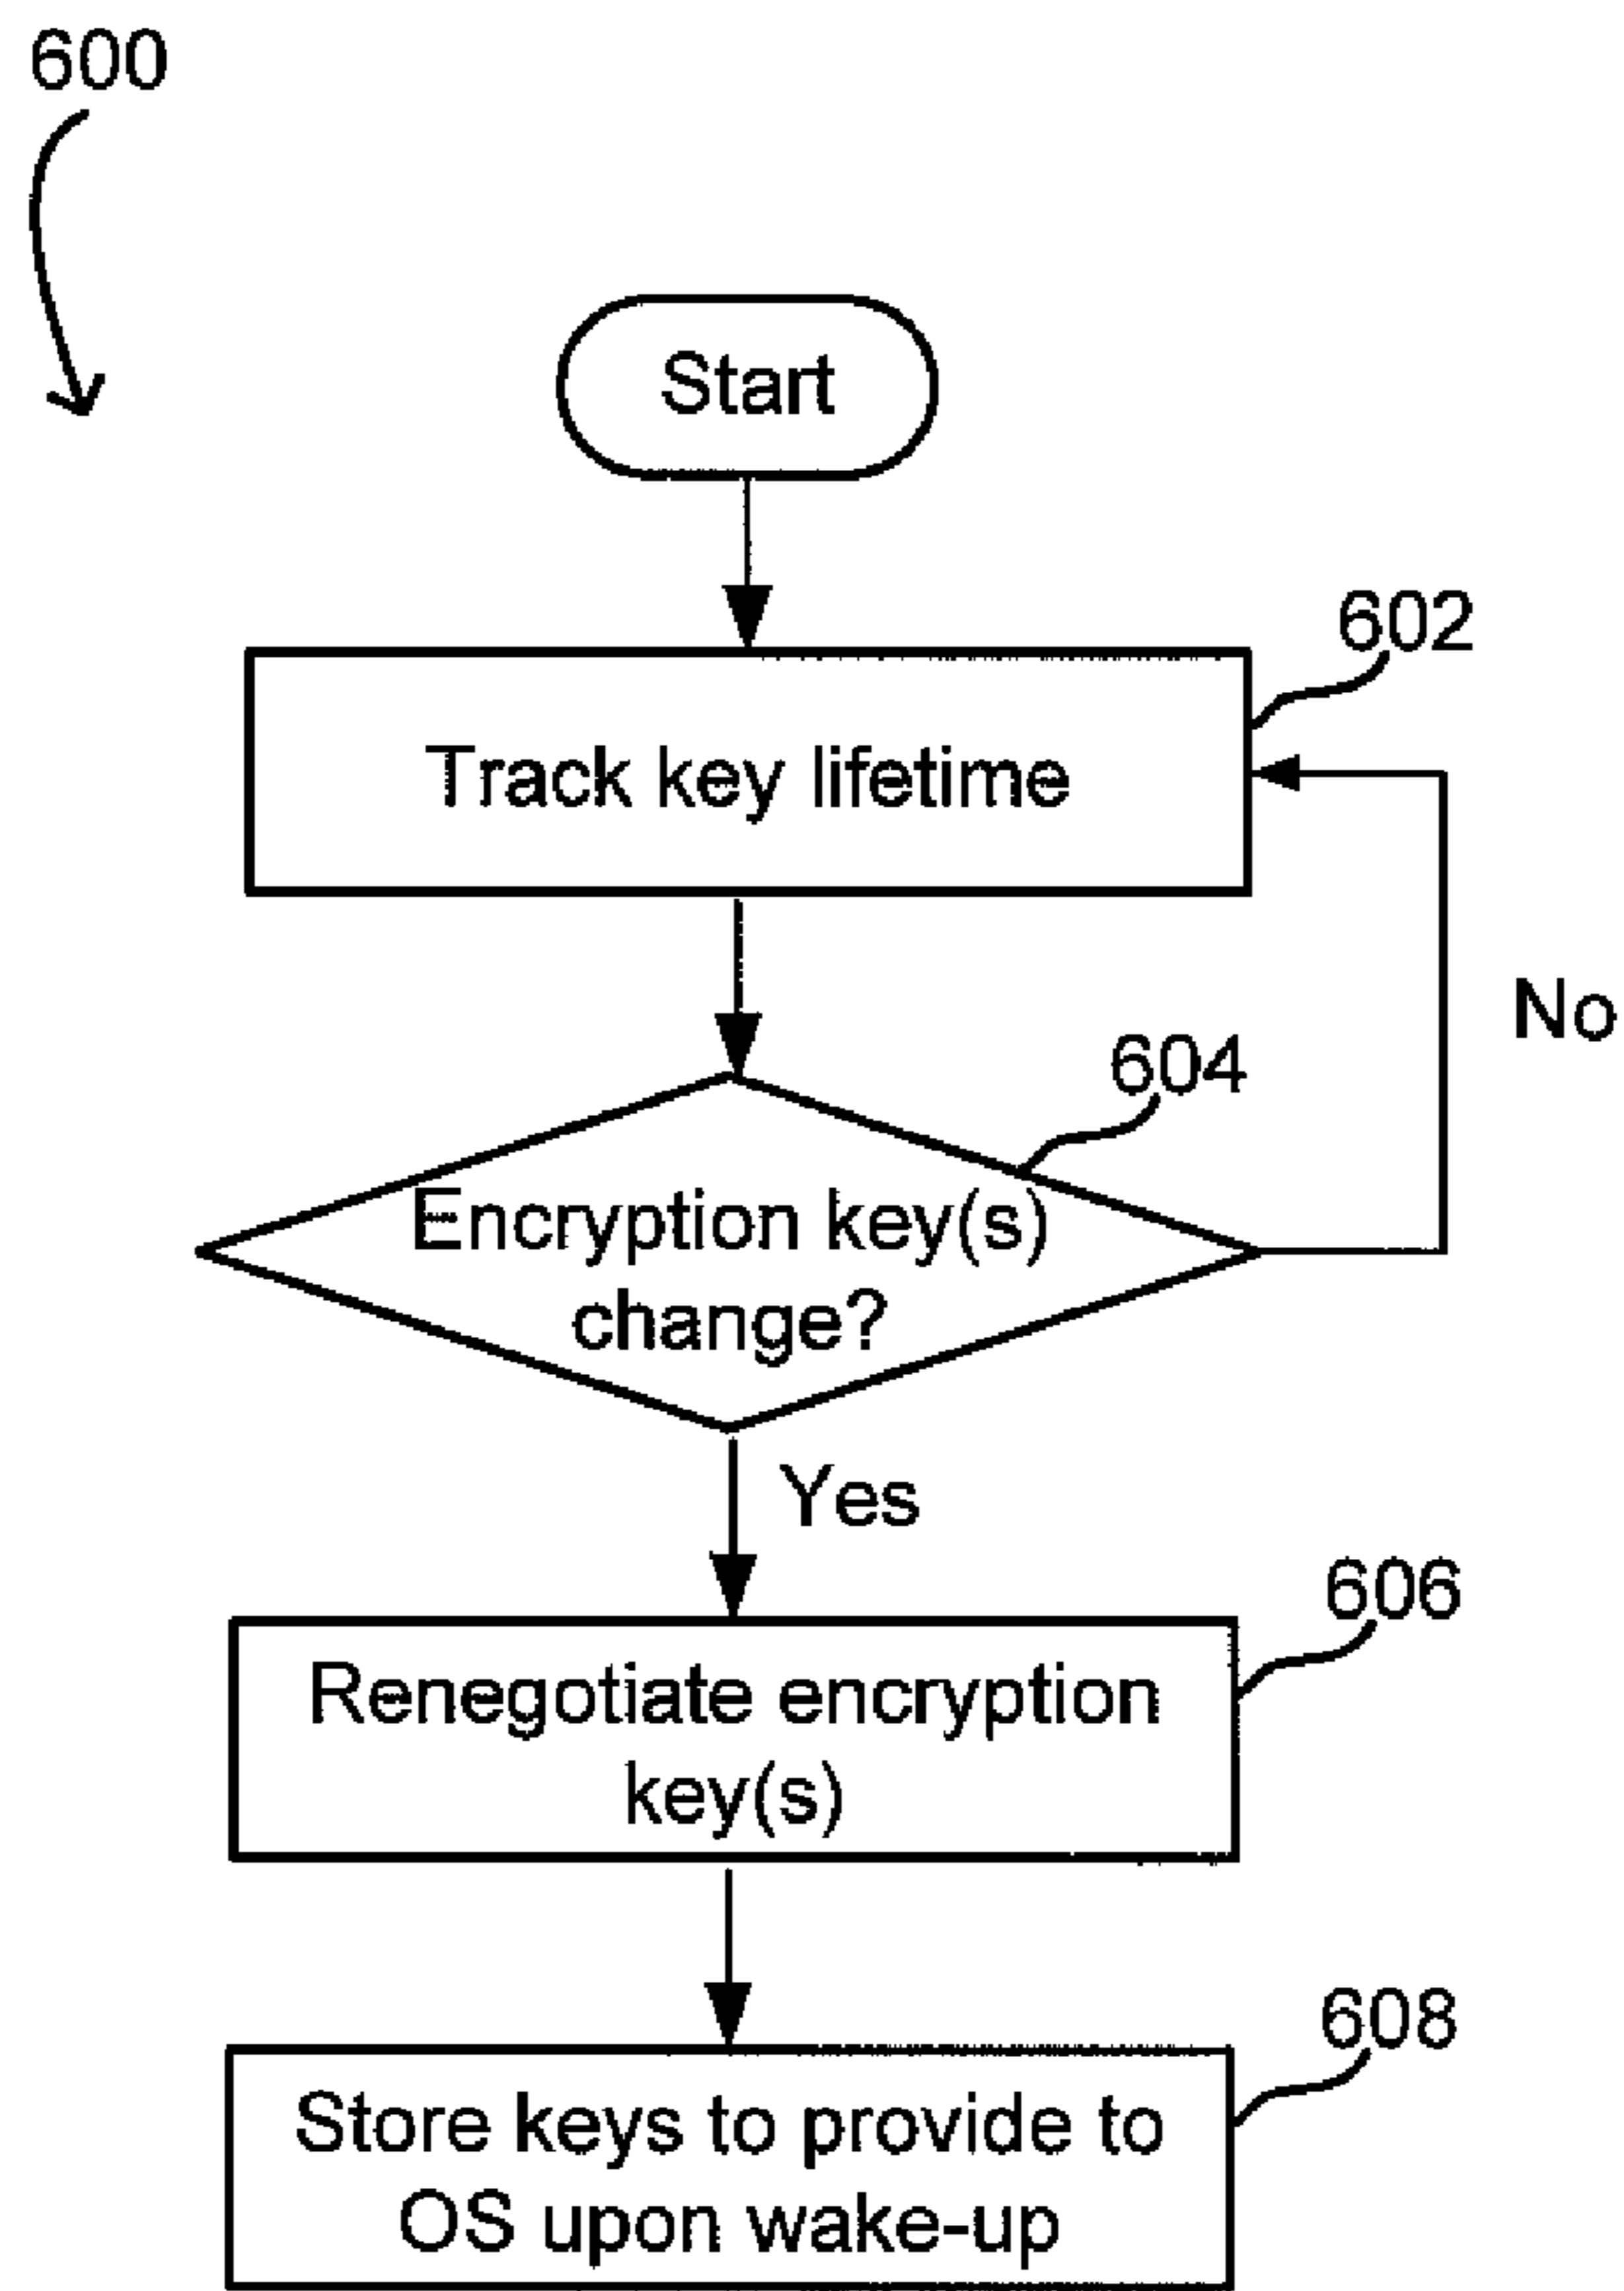 600
Start
602
Track key lifetime
No
604
Encryption key(s)
change?
Yes
606
Renegotiate encryption
key(s)
608
Store keys to provide to
OS upon wake-up